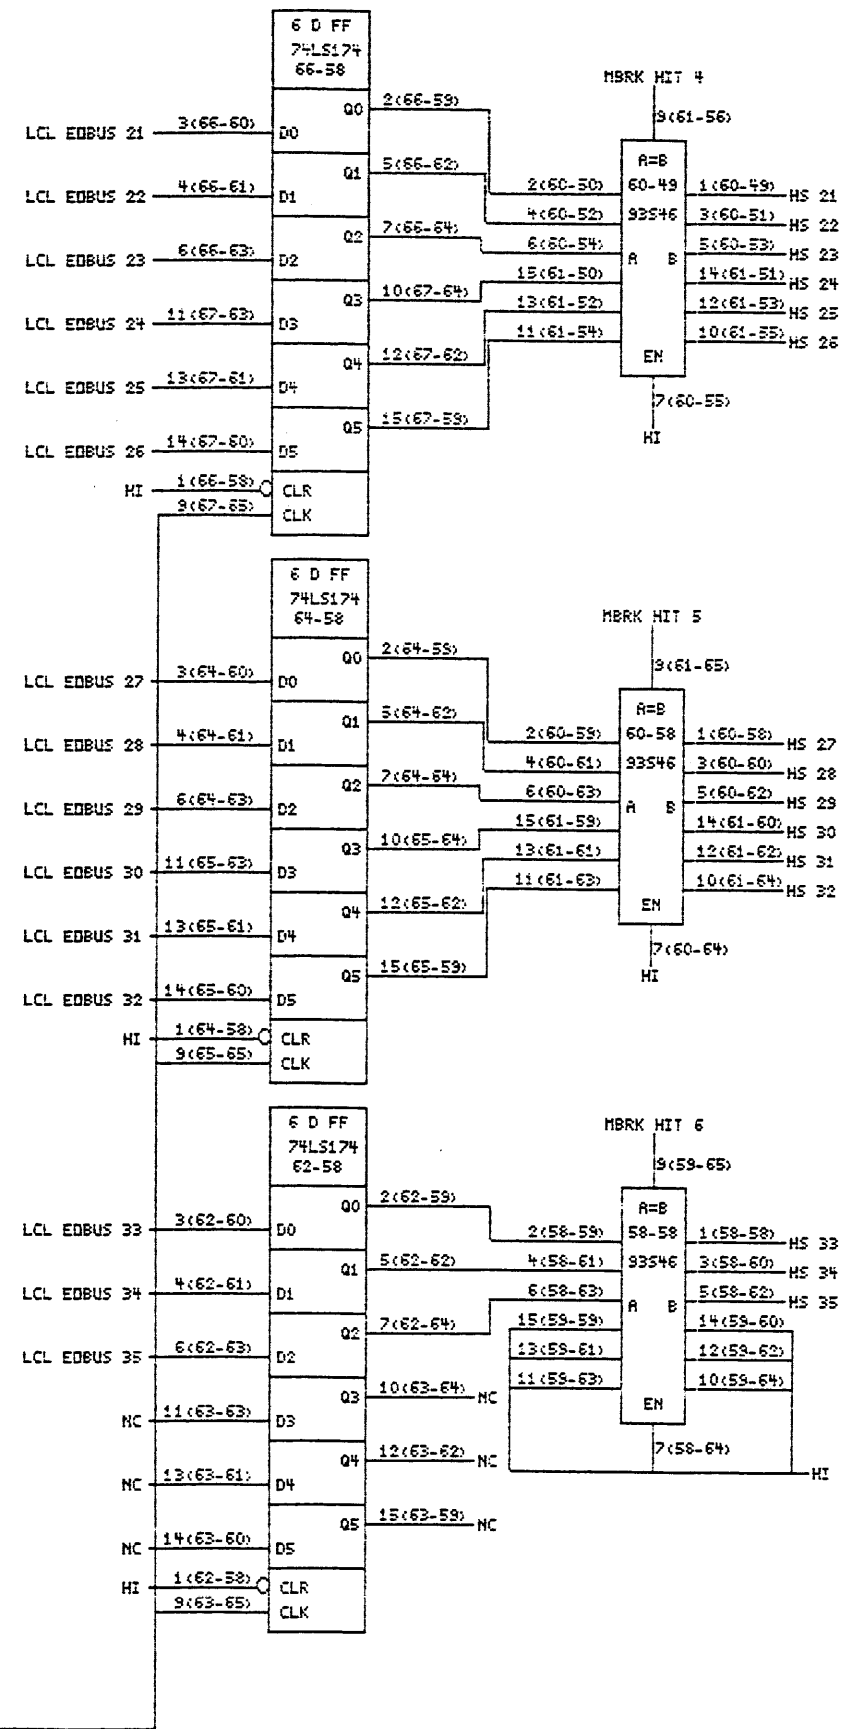 6 D FF
74LS174
66-58
MBRK HIT 4
9(61-56)
LCL EDBUS 21 3(66-60) D0 Q0 2(66-59)
LCL EDBUS 22 4(66-61) D1 Q1 5(66-62)
LCL EDBUS 23 6(66-63) D2 Q2 7(66-64)
LCL EDBUS 24 11(67-63) D3 Q3 10(67-64)
LCL EDBUS 25 13(67-61) D4 Q4 12(67-62)
LCL EDBUS 26 14(67-60) D5 Q5 15(67-59)
HI 1(66-58) CLR
9(67-65) CLK
A=B
2(60-50) 60-49 1(60-49) HS 21
4(60-52) 93S46 3(60-51) HS 22
6(60-54) A B 5(60-53) HS 23
15(61-50) 14(61-51) HS 24
13(61-52) 12(61-53) HS 25
11(61-54) 10(61-55) HS 26
EN
7(60-55)
HI
6 D FF
74LS174
64-58
MBRK HIT 5
9(61-65)
LCL EDBUS 27 3(64-60) D0 Q0 2(64-59)
LCL EDBUS 28 4(64-61) D1 Q1 5(64-62)
LCL EDBUS 29 6(64-63) D2 Q2 7(64-64)
LCL EDBUS 30 11(65-63) D3 Q3 10(65-64)
LCL EDBUS 31 13(65-61) D4 Q4 12(65-62)
LCL EDBUS 32 14(65-60) D5 Q5 15(65-59)
HI 1(64-58) CLR
9(65-65) CLK
A=B
2(60-59) 60-58 1(60-58) HS 27
4(60-61) 93S46 3(60-60) HS 28
6(60-63) A B 5(60-62) HS 29
15(61-59) 14(61-60) HS 30
13(61-61) 12(61-62) HS 31
11(61-63) 10(61-64) HS 32
EN
7(60-64)
HI
6 D FF
74LS174
62-58
MBRK HIT 6
9(59-65)
LCL EDBUS 33 3(62-60) D0 Q0 2(62-59)
LCL EDBUS 34 4(62-61) D1 Q1 5(62-62)
LCL EDBUS 35 6(62-63) D2 Q2 7(62-64)
NC 11(63-63) D3 Q3 10(63-64) NC
NC 13(63-61) D4 Q4 12(63-62) NC
NC 14(63-60) D5 Q5 15(63-59) NC
HI 1(62-58) CLR
9(63-65) CLK
A=B
2(58-59) 58-58 1(58-58) HS 33
4(58-61) 93S46 3(58-60) HS 34
6(58-63) A B 5(58-62) HS 35
15(59-59) 14(59-60)
13(59-61) 12(59-62)
11(59-63) 10(59-64)
EN
7(58-64)
HI